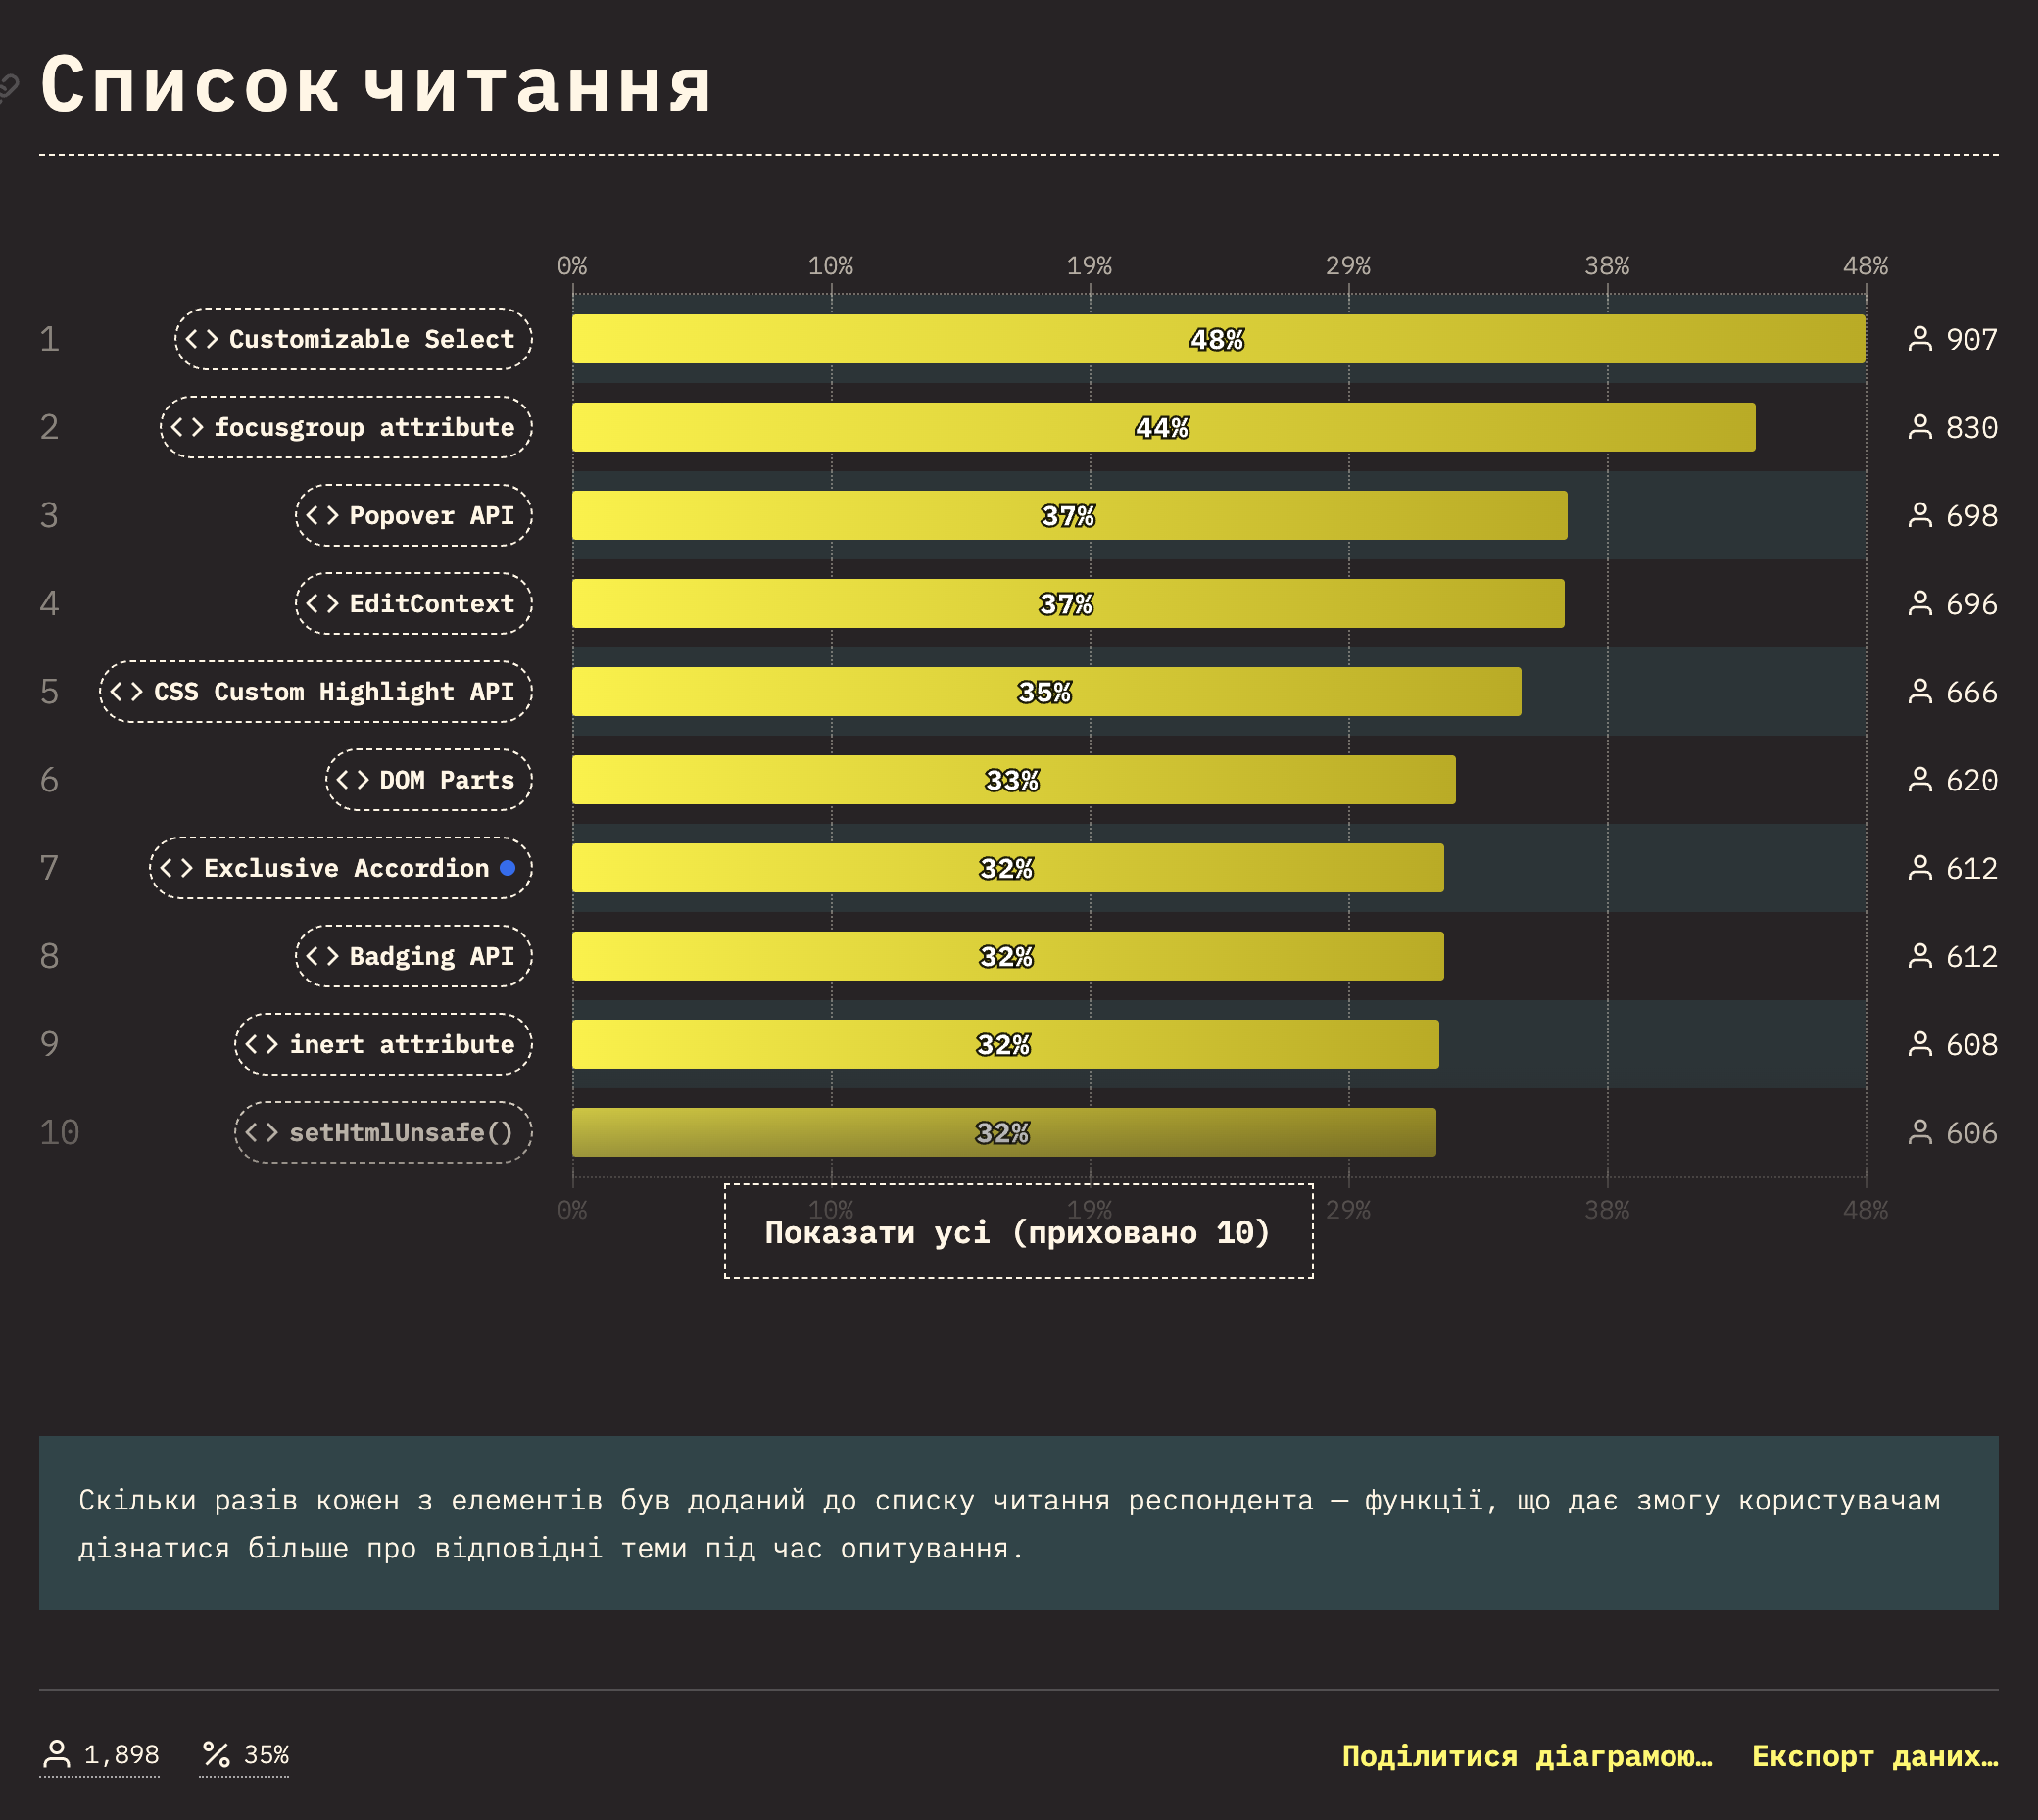 Список читання
0% 10% 19% 29% 38% 48%
1 <> Customizable Select 48% 907
2 <> focusgroup attribute 44% 830
3 <> Popover API 37% 698
4 <> EditContext 37% 696
5 <> CSS Custom Highlight API 35% 666
6 <> DOM Parts 33% 620
7 <> Exclusive Accordion 32% 612
8 <> Badging API 32% 612
9 <> inert attribute 32% 608
10 <> setHtmlUnsafe() 32% 606
0% 10% 19% 29% 38% 48%
Показати усі (приховано 10)
Скільки разів кожен з елементів був доданий до списку читання респондента — функції, що дає змогу користувачам
дізнатися більше про відповідні теми під час опитування.
1,898 % 35% Поділитися діаграмою… Експорт даних…